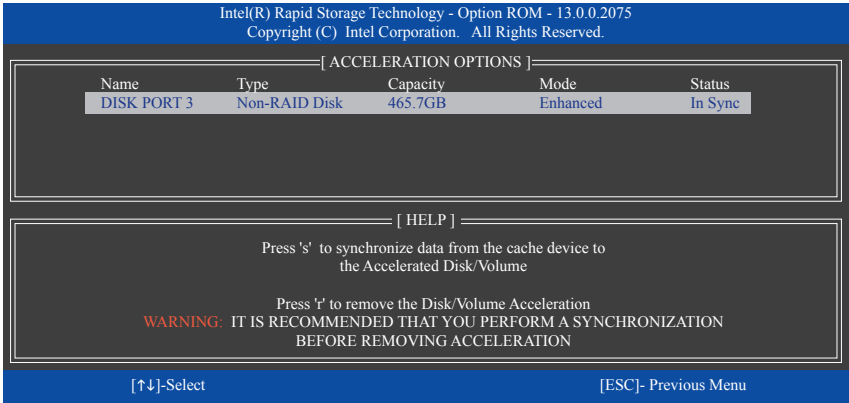 Intel(R) Rapid Storage Technology - Option ROM - 13.0.0.2075
Copyright (C) Intel Corporation. All Rights Reserved.
[ ACCELERATION OPTIONS ]
Name Type Capacity Mode Status
DISK PORT 3 Non-RAID Disk 465.7GB Enhanced In Sync
[ HELP ]
Press 's' to synchronize data from the cache device to
the Accelerated Disk/Volume
Press 'r' to remove the Disk/Volume Acceleration
WARNING: IT IS RECOMMENDED THAT YOU PERFORM A SYNCHRONIZATION
BEFORE REMOVING ACCELERATION
[↑↓]-Select [ESC]- Previous Menu